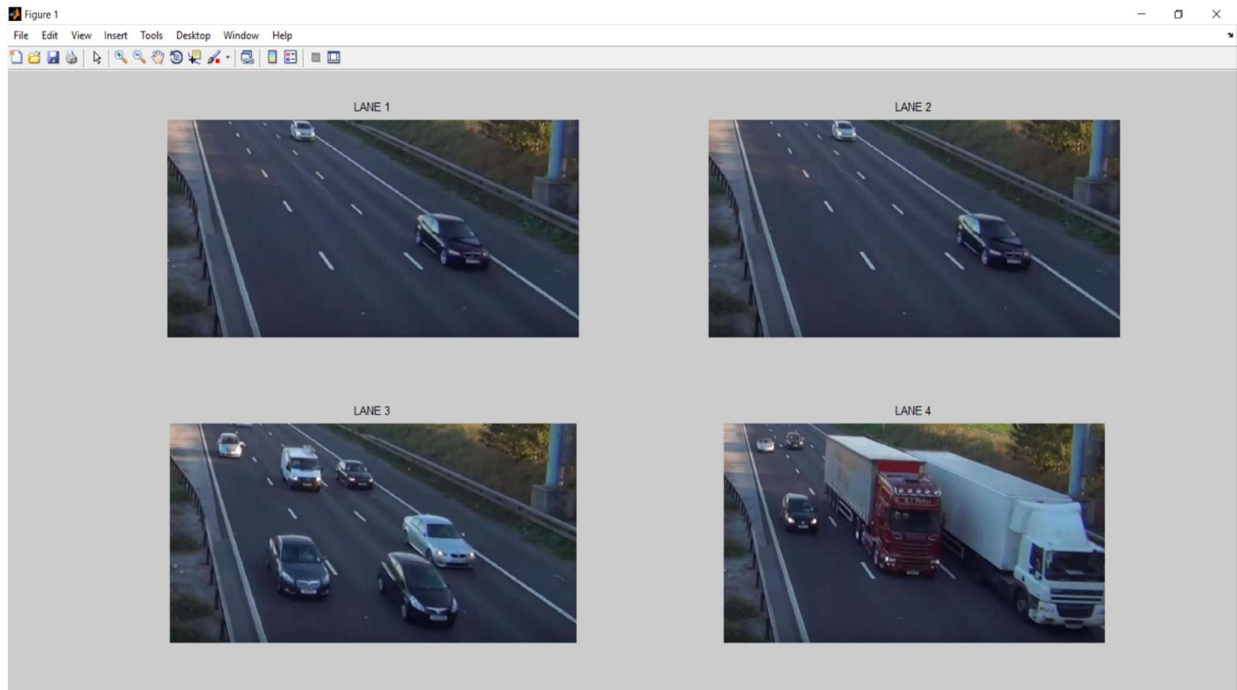 Figure 1
File Edit View Insert Tools Desktop Window Help
LANE 1
LANE 2
LANE 3
LANE 4